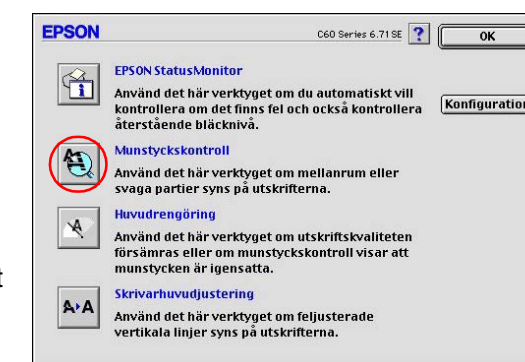 EPSON
C60 Series 6.71 SE
?
OK
EPSON StatusMonitor
Använd det här verktyget om du automatiskt vill
kontrollera om det finns fel och också kontrollera
återstående bläcknivå.
Konfiguration
Munstyckskontroll
Använd det här verktyget om mellanrum eller
svaga partier syns på utskrifterna.
Huvudrengöring
Använd det här verktyget om utskriftskvaliteten
försämras eller om munstyckskontroll visar att
munstycken är igensatta.
t
A A
Skrivarhuvudjustering
Använd det här verktyget om feljusterade
vertikala linjer syns på utskrifterna.